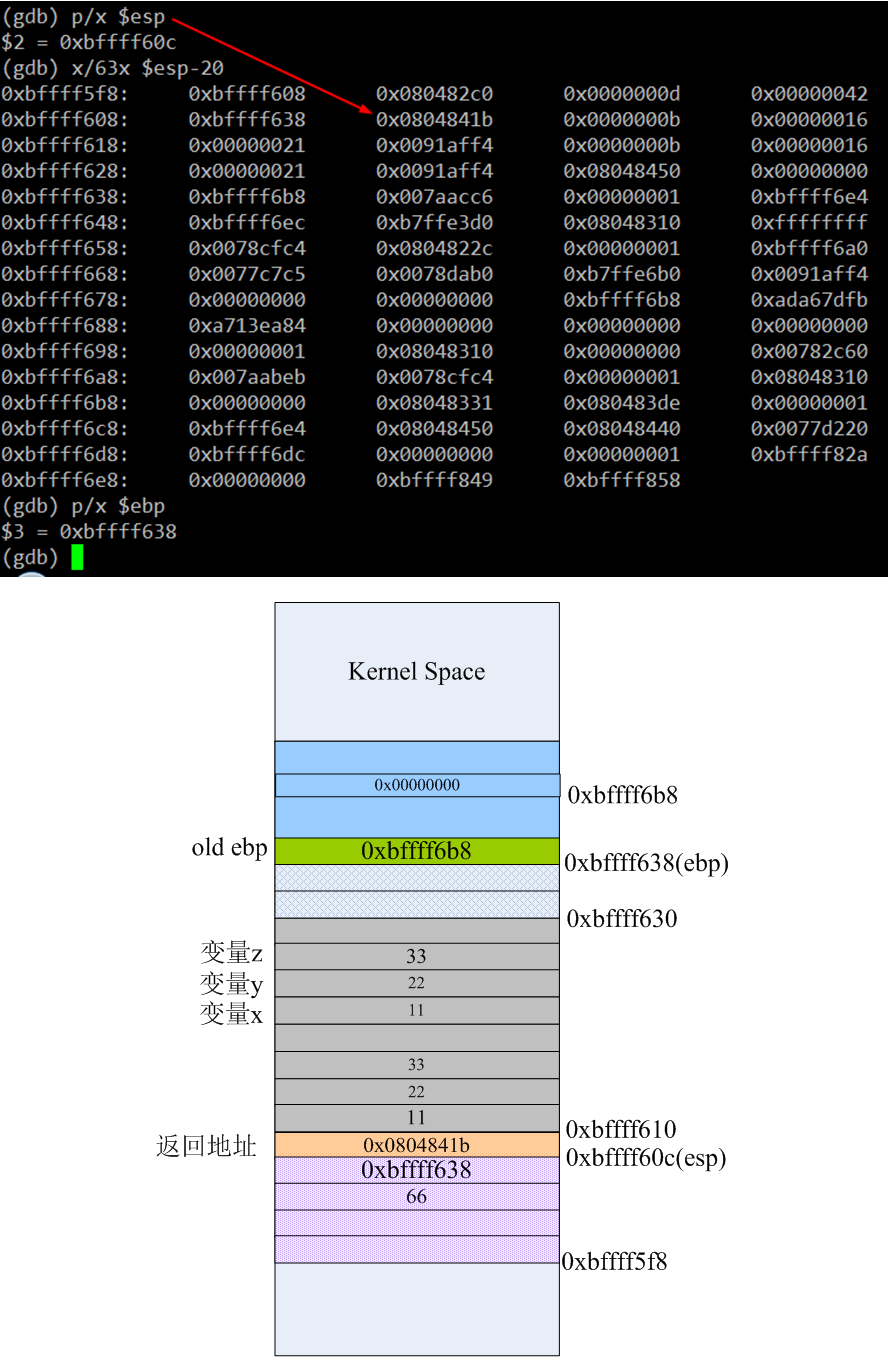 (gdb) p/x $esp
$2 = 0xbffff60c
(gdb) x/63x $esp-20
0xbffff5f8: 0xbffff608 0x080482c0 0x0000000d 0x00000042
0xbffff608: 0xbffff638 0x0804841b 0x0000000b 0x00000016
0xbffff618: 0x00000021 0x0091aff4 0x0000000b 0x00000016
0xbffff628: 0x00000021 0x0091aff4 0x08048450 0x00000000
0xbffff638: 0xbffff6b8 0x007aacc6 0x00000001 0xbffff6e4
0xbffff648: 0xbffff6ec 0xb7ffe3d0 0x08048310 0xffffffff
0xbffff658: 0x0078cfc4 0x0804822c 0x00000001 0xbffff6a0
0xbffff668: 0x0077c7c5 0x0078dab0 0xb7ffe6b0 0x0091aff4
0xbffff678: 0x00000000 0x00000000 0xbffff6b8 0xada67dfb
0xbffff688: 0xa713ea84 0x00000000 0x00000000 0x00000000
0xbffff698: 0x00000001 0x08048310 0x00000000 0x00782c60
0xbffff6a8: 0x007aabeb 0x0078cfc4 0x00000001 0x08048310
0xbffff6b8: 0x00000000 0x08048331 0x080483de 0x00000001
0xbffff6c8: 0xbffff6e4 0x08048450 0x08048440 0x0077d220
0xbffff6d8: 0xbffff6dc 0x00000000 0x00000001 0xbffff82a
0xbffff6e8: 0x00000000 0xbffff849 0xbffff858
(gdb) p/x $ebp
$3 = 0xbffff638
(gdb)
Kernel Space
0x00000000
0xbffff6b8
old ebp 0xbffff6b8
0xbffff638(ebp)
0xbffff630
变量z 33
变量y 22
变量x 11
33
22
11
0xbffff610
返回地址 0x0804841b
0xbffff60c(esp)
0xbffff638
66
0xbffff5f8